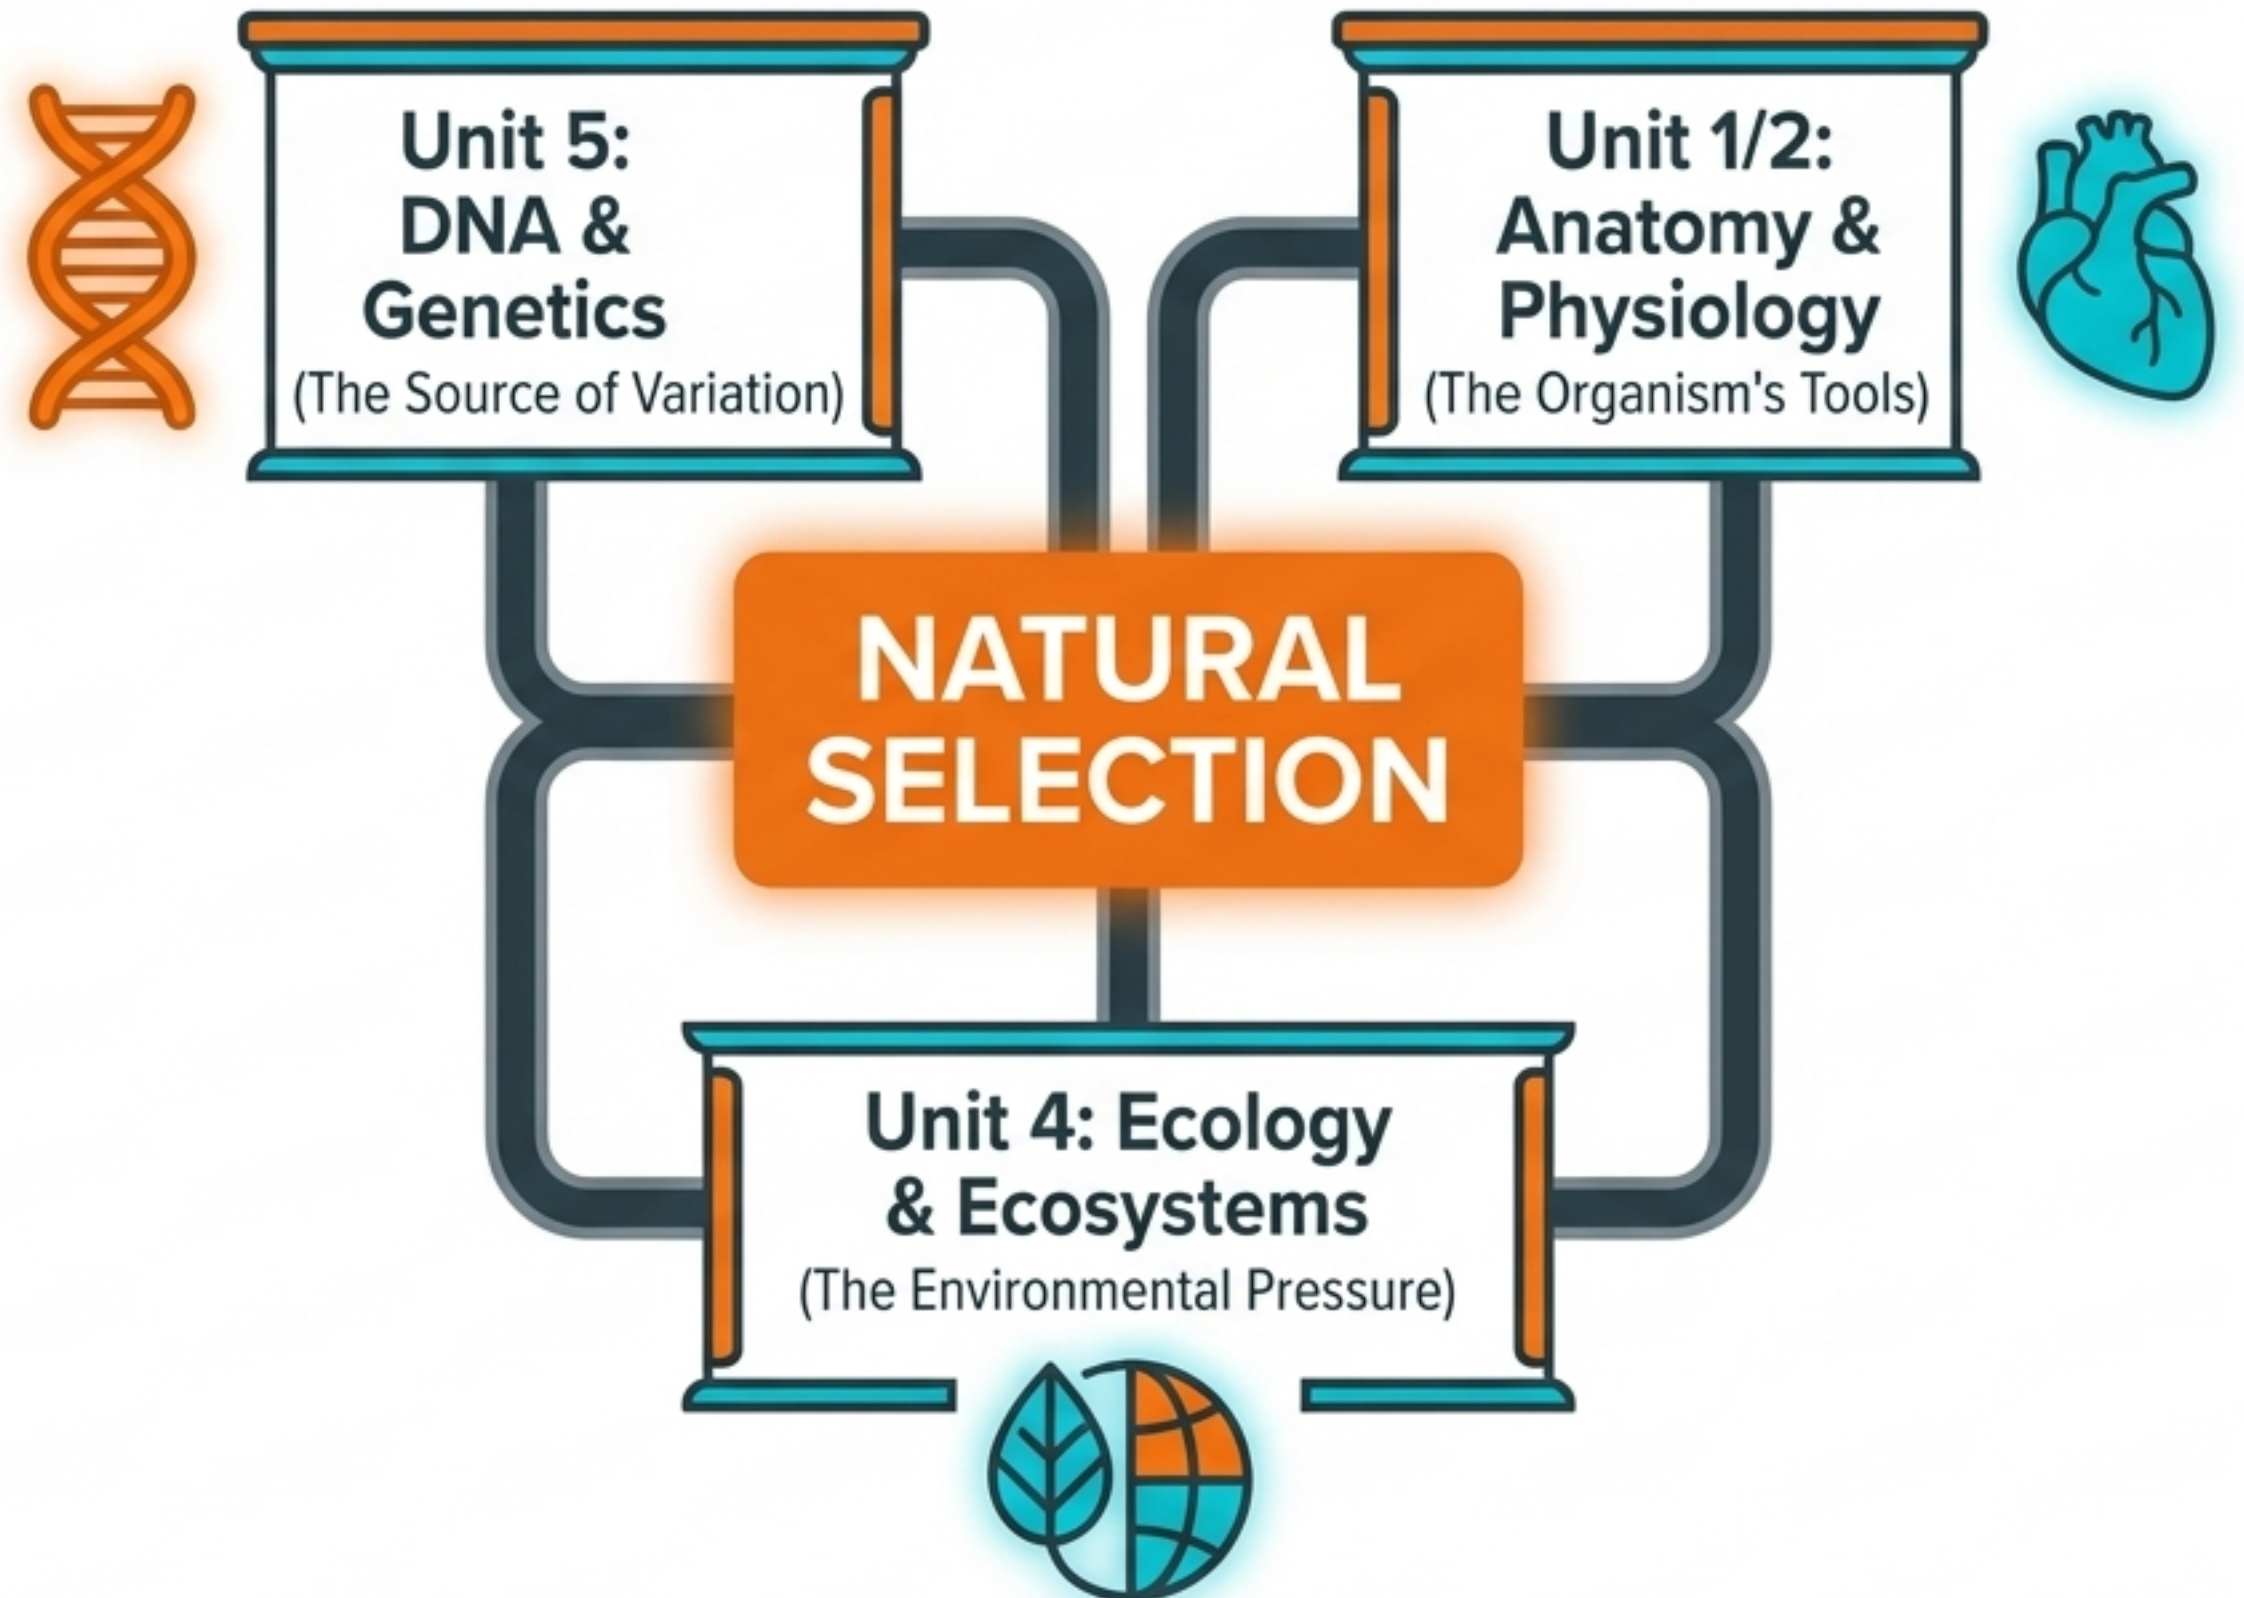 Unit 5:
DNA &
Genetics
(The Source of Variation)
Unit 1/2:
Anatomy &
Physiology
(The Organism's Tools)
NATURAL
SELECTION
Unit 4: Ecology
& Ecosystems
(The Environmental Pressure)